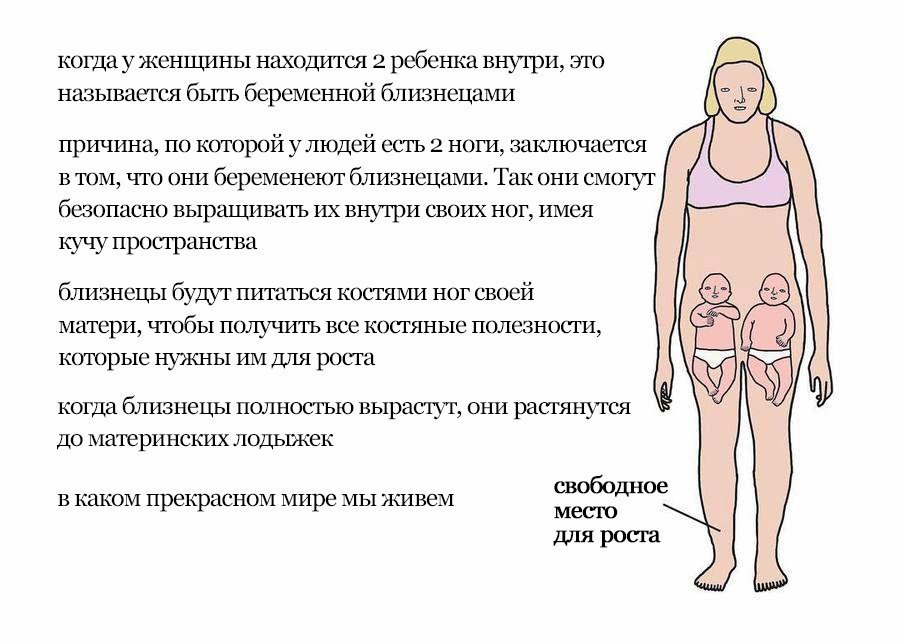 когда у женщины находится 2 ребенка внутри, это
называется быть беременной близнецами
причина, по которой у людей есть 2 ноги, заключается
в том, что они беременеют близнецами. Так они смогут
безопасно выращивать их внутри своих ног, имея
кучу пространства
близнецы будут питаться костями ног своей
матери, чтобы получить все костяные полезности,
которые нужны им для роста
когда близнецы полностью вырастут, они растянутся
до материнских лодыжек
в каком прекрасном мире мы живем
свободное
место
для роста